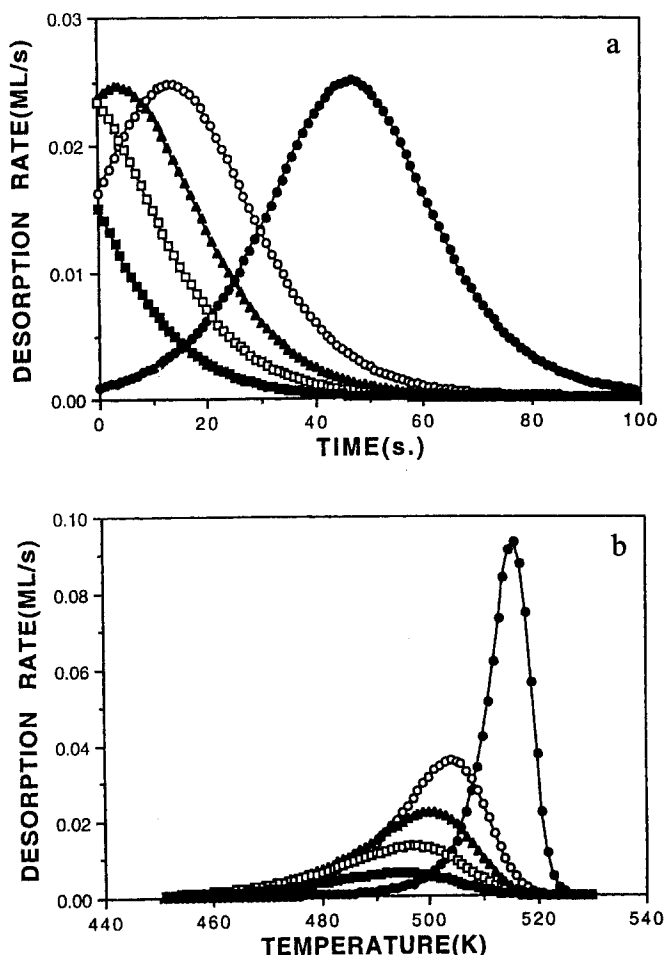 a
DESORPTION RATE(ML/s)
0.03
0.02
0.01
0.00
0 20 40 60 80 100
TIME(s.)
b
DESORPTION RATE(ML/s)
0.10
0.08
0.06
0.04
0.02
0.00
440 460 480 500 520 540
TEMPERATURE(K)